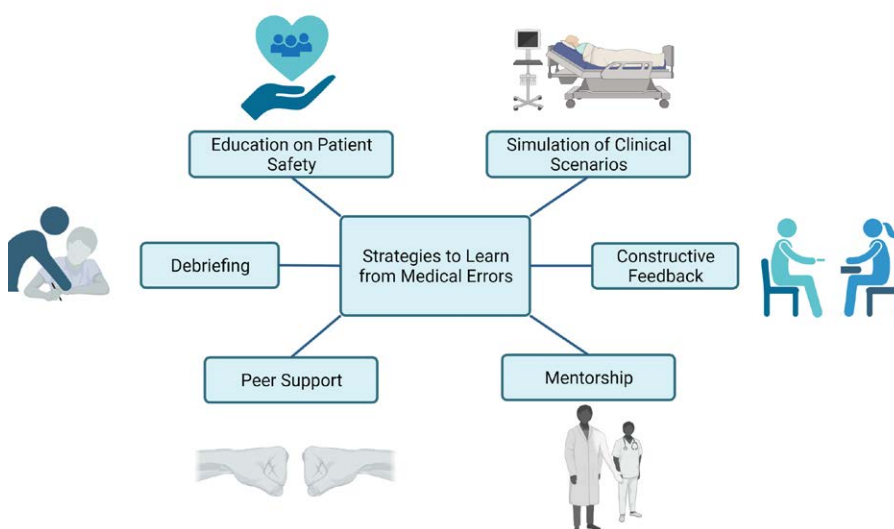 Education on Patient
Safety
Simulation of Clinical
Scenarios
Debriefing
Strategies to Learn
from Medical Errors
Constructive
Feedback
Peer Support
Mentorship